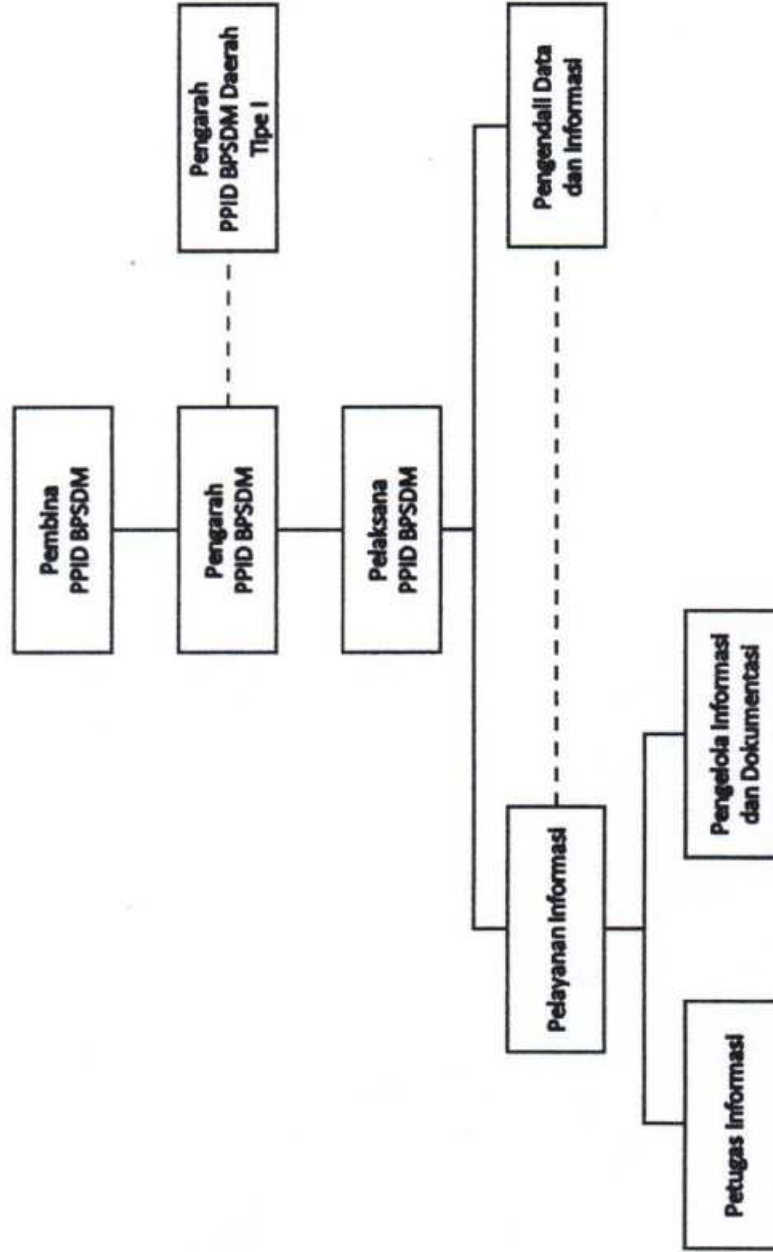 Pembina
PPID BPSDM
Pengarah
PPID BPSDM
Pengarah
PPID BPSDM Daerah
Tipe I
Pelaksana
PPID BPSDM
Pelayanan Informasi
Pengendali Data
dan Informasi
Petugas Informasi
Pengelola Informasi
dan Dokumentasi